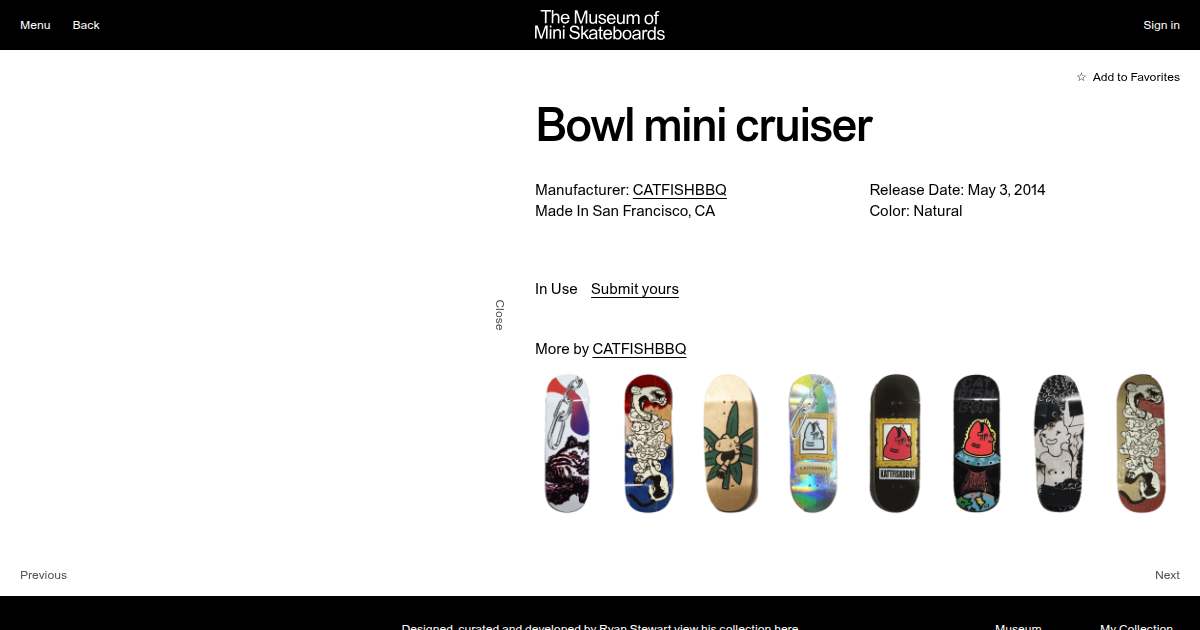 Menu
Back
The Museum of
Mini Skateboards
Sign in
☆ Add to Favorites
Bowl mini cruiser
Manufacturer: CATFISHBBQ
Made In San Francisco, CA
Release Date: May 3, 2014
Color: Natural
In Use
Submit yours
Close
More by CATFISHBBQ
Previous
Next
Designed, curated and developed by Ryan Stewart view his collection here
Museum
My Collection